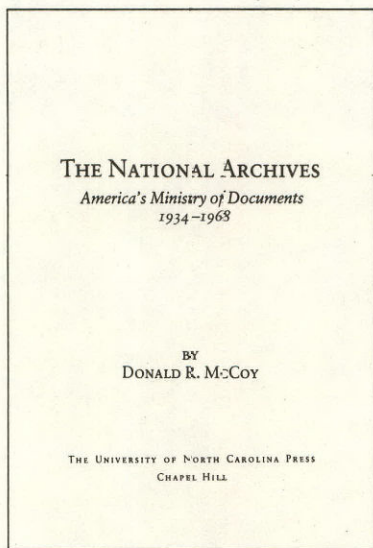 THE NATIONAL ARCHIVES
America's Ministry of Documents
1934–1968
BY
DONALD R. MCCOY
THE UNIVERSITY OF NORTH CAROLINA PRESS
CHAPEL HILL